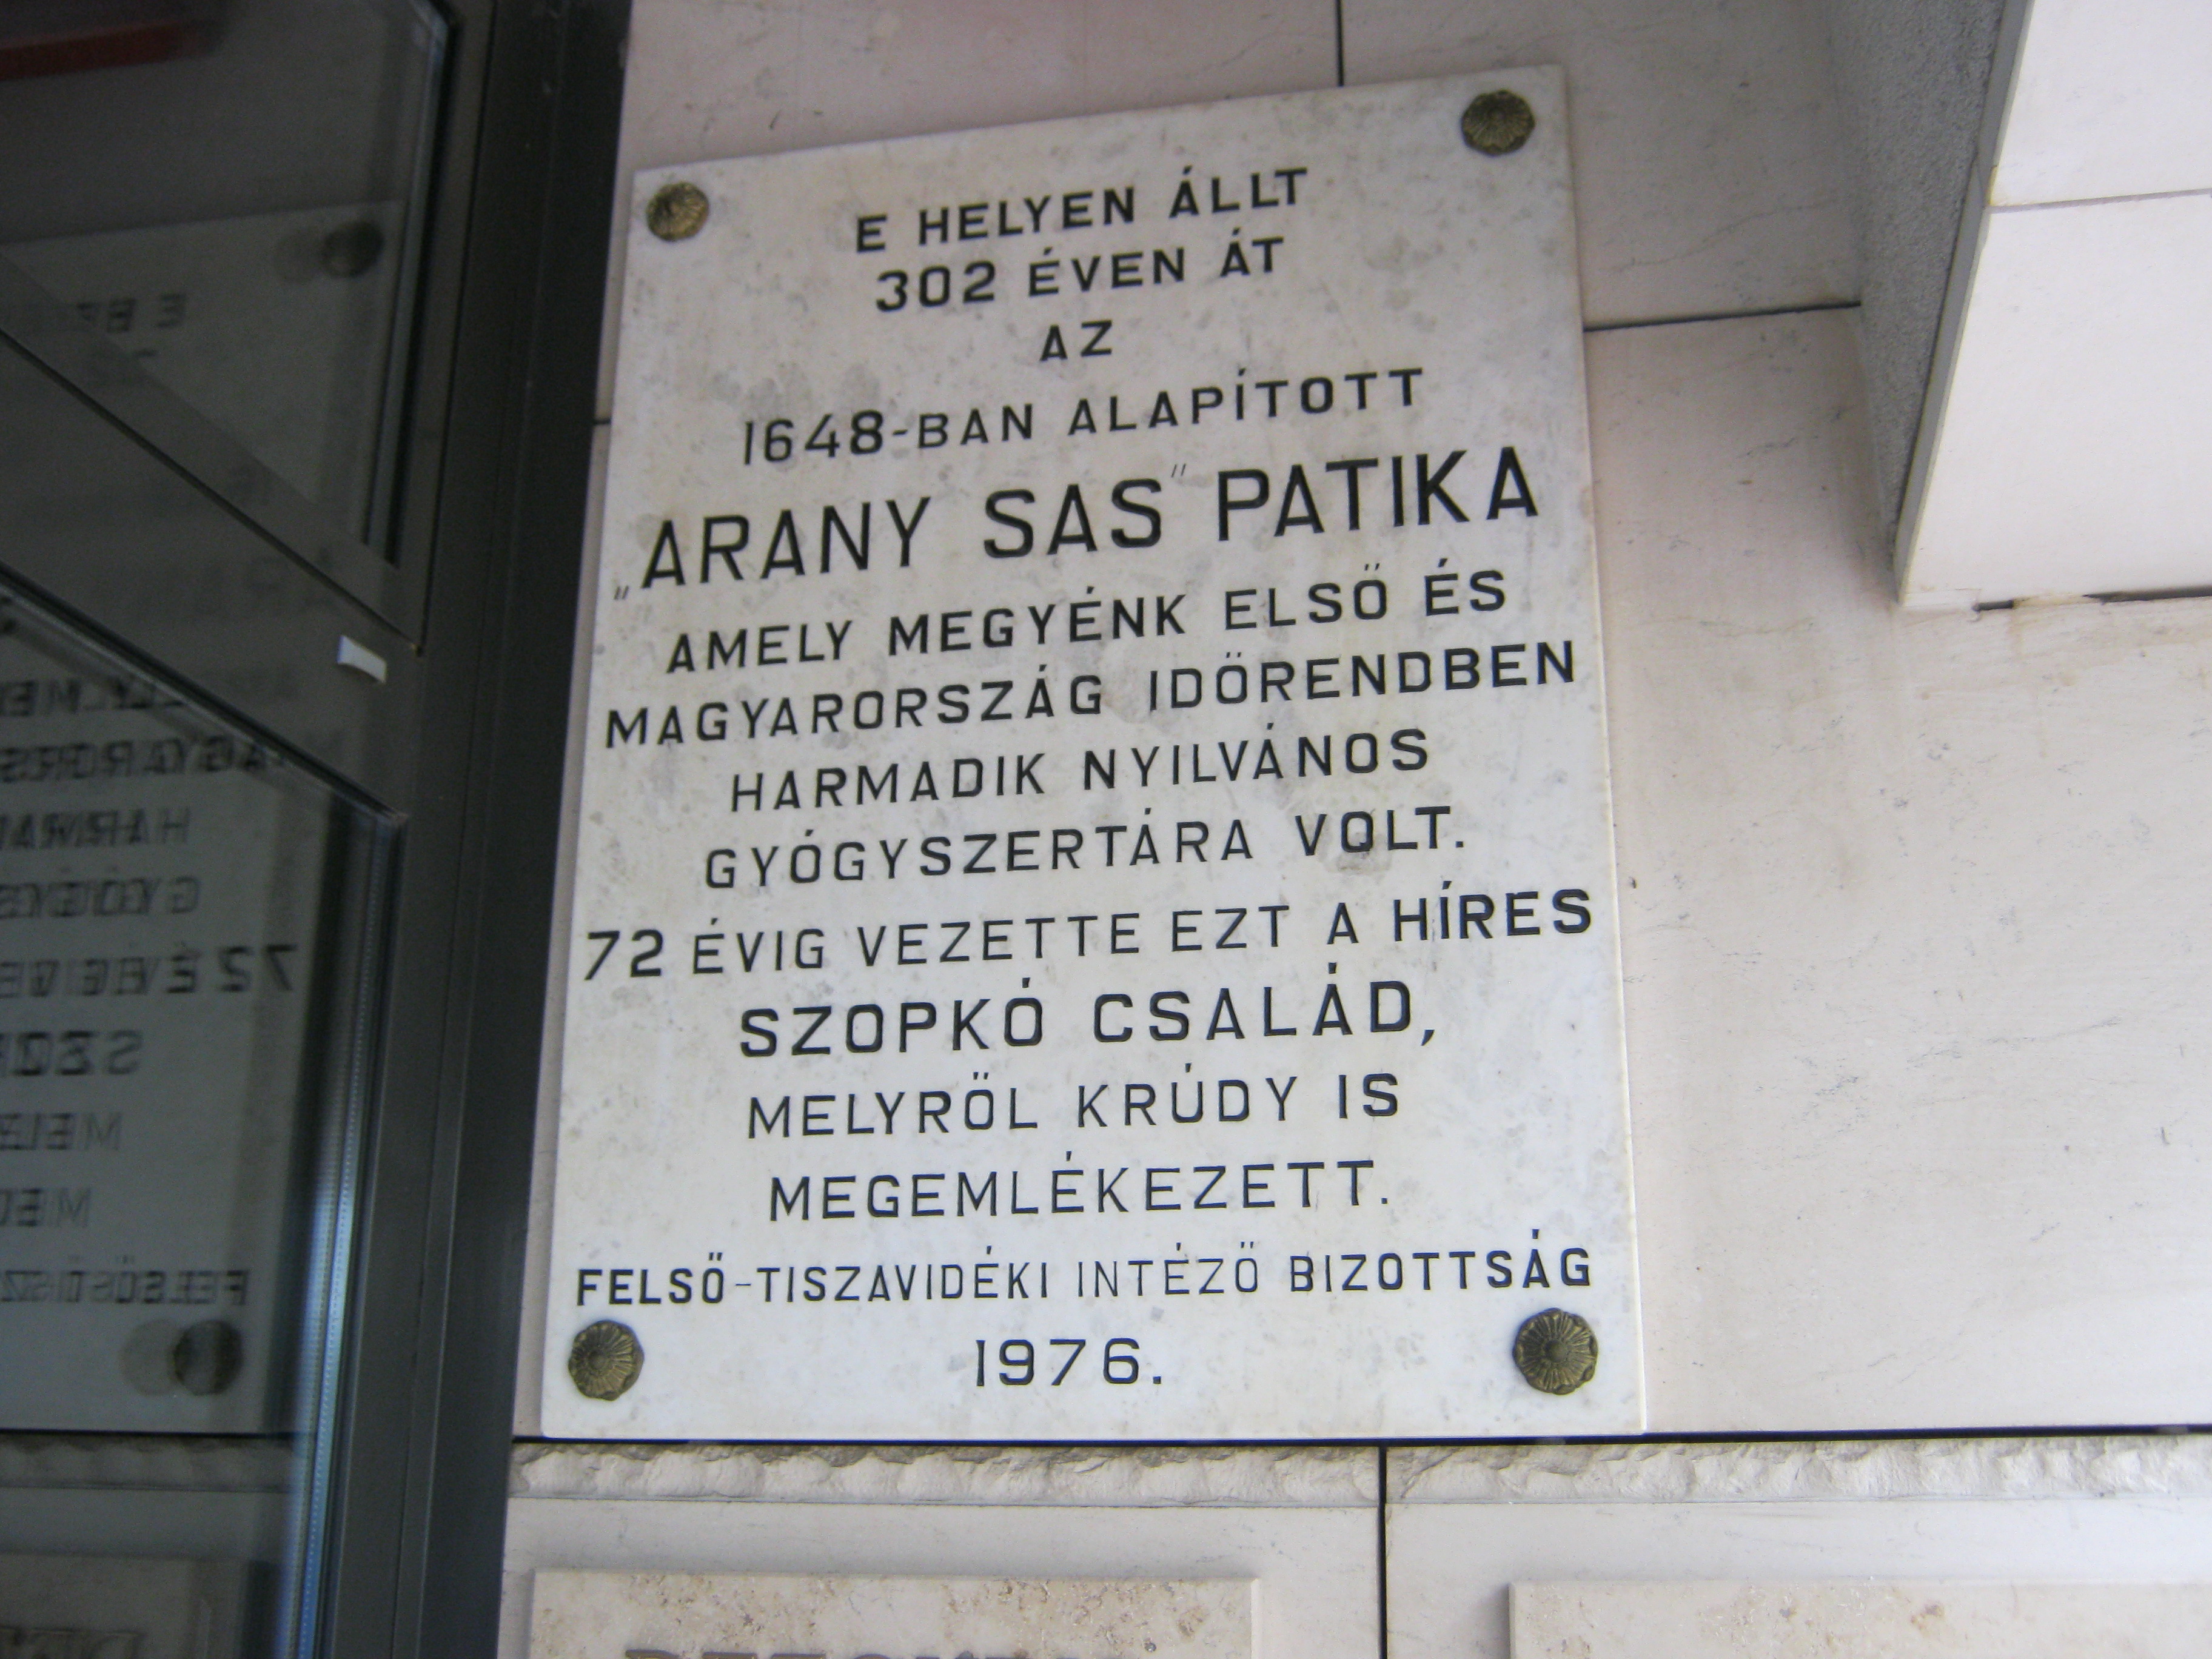 E HELYEN ÁLLT
302 ÉVEN ÁT
AZ
1648-BAN ALAPÍTOTT
„ARANY SAS” PATIKA
AMELY MEGYÉNK ELSŐ ÉS
MAGYARORSZÁG IDŐRENDBEN
HARMADIK NYILVÁNOS
GYÓGYSZERTÁRA VOLT.
72 ÉVIG VEZETTE EZT A HÍRES
SZOPKÓ CSALÁD,
MELYRŐL KRÚDY IS
MEGEMLÉKEZETT.
FELSŐ-TISZAVIDÉKI INTÉZŐ BIZOTTSÁG
1976.